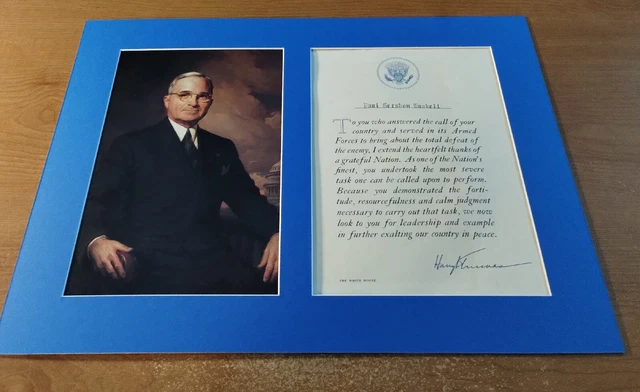 Paul Hershem Haskell
To you who answered the call of your
country and served in its Armed
Forces to bring about the total defeat of
the enemy, I extend the heartfelt thanks of
a grateful Nation. As one of the Nation's
finest, you undertook the most severe
task one can be called upon to perform.
Because you demonstrated the forti-
tude, resourcefulness and calm judgment
necessary to carry out that task, we now
look to you for leadership and example
in further exalting our country in peace.
Harry Truman
THE WHITE HOUSE